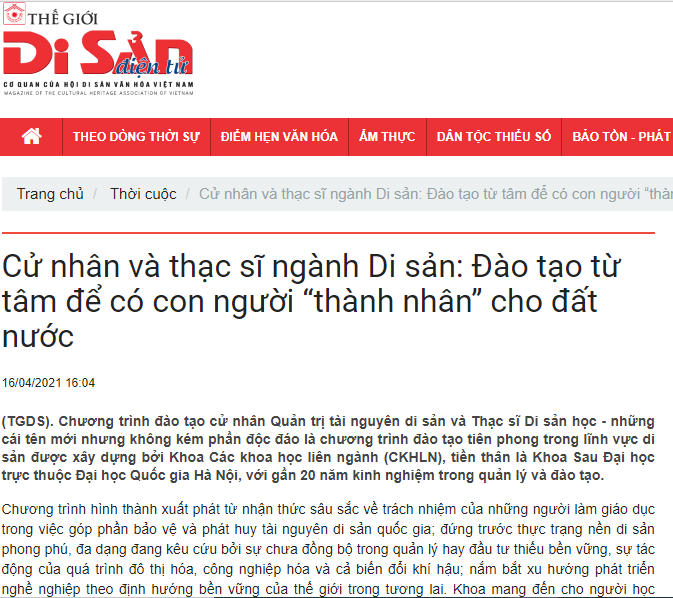 THẾ GIỚI
Di SẢN
điện tử
CƠ QUAN CỦA HỘI DI SẢN VĂN HÓA VIỆT NAM
MAGAZINE OF THE CULTURAL HERITAGE ASSOCIATION OF VIETNAM
THEO DÒNG THỜI SỰ ĐIỂM HẸN VĂN HÓA ẨM THỰC DÂN TỘC THIỂU SỐ BẢO TỒN - PHÁT
Trang chủ / Thời cuộc / Cử nhân và thạc sĩ ngành Di sản: Đào tạo từ tâm để có con người “thàn
Cử nhân và thạc sĩ ngành Di sản: Đào tạo từ
tâm để có con người “thành nhân” cho đất
nước
16/04/2021 16:04
(TGDS). Chương trình đào tạo cử nhân Quản trị tài nguyên di sản và Thạc sĩ Di sản học - những
cái tên mới nhưng không kém phần độc đáo là chương trình đào tạo tiên phong trong lĩnh vực di
sản được xây dựng bởi Khoa Các khoa học liên ngành (CKHLN), tiền thân là Khoa Sau Đại học
trực thuộc Đại học Quốc gia Hà Nội, với gần 20 năm kinh nghiệm trong quản lý và đào tạo.
Chương trình hình thành xuất phát từ nhận thức sâu sắc về trách nhiệm của những người làm giáo dục
trong việc góp phần bảo vệ và phát huy tài nguyên di sản quốc gia; đứng trước thực trạng nền di sản
phong phú, đa dạng đang kêu cứu bởi sự chưa đồng bộ trong quản lý hay đầu tư thiếu bền vững, sự tác
động của quá trình đô thị hóa, công nghiệp hóa và cả biến đổi khí hậu; nắm bắt xu hướng phát triển
nghề nghiệp theo định hướng bền vững của thế giới trong tương lai. Khoa mang đến cho người học